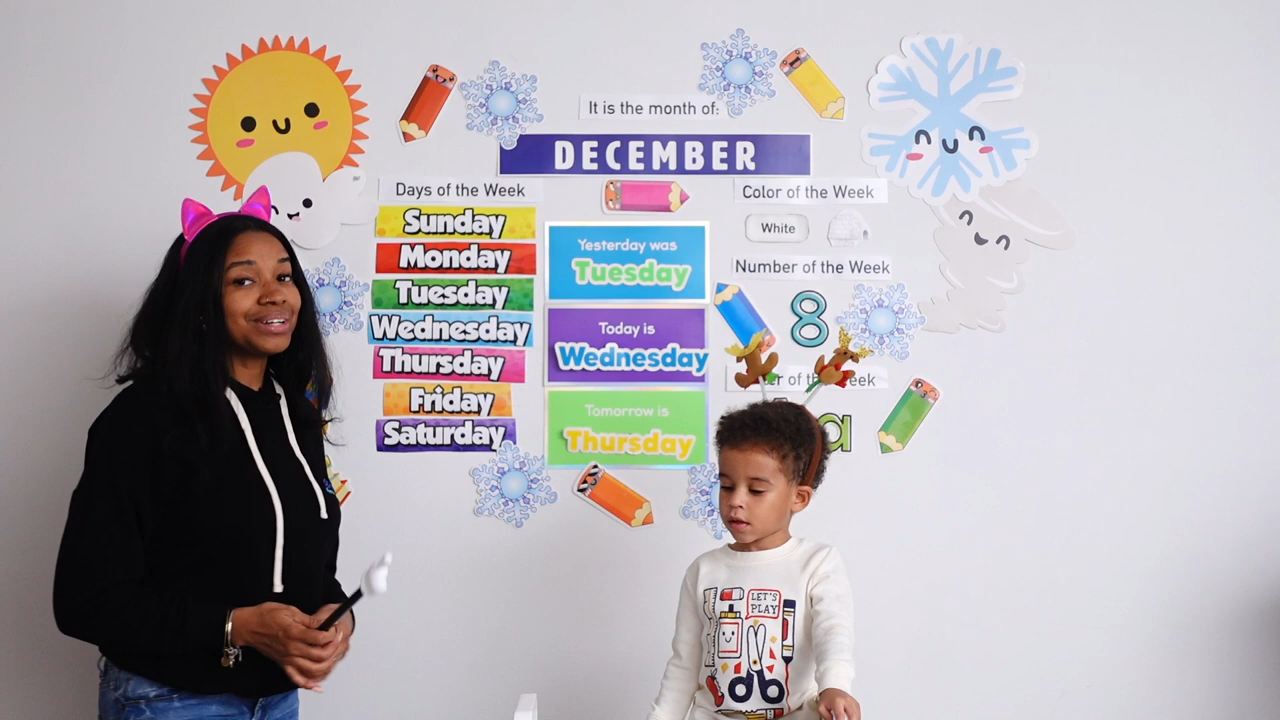 It is the month of:
DECEMBER
Days of the Week
Sunday
Monday
Tuesday
Wednesday
Thursday
Friday
Saturday
Yesterday was
Tuesday
Today is
Wednesday
Tomorrow is
Thursday
Color of the Week
White
Number of the Week
8
of the Week
a
LET'S
PLAY